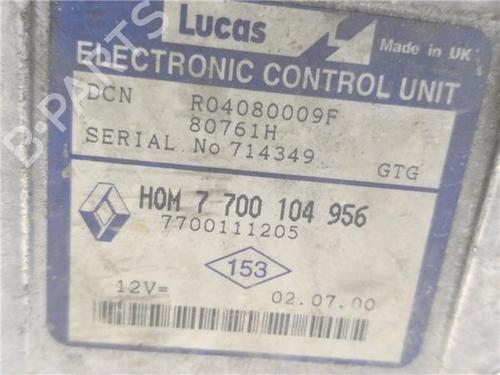 Lucas
Made in UK
ELECTRONIC CONTROL UNIT
DCN R04080009F
80761H
SERIAL No 714349 GTG
HOM 7 700 104 956
7700111205
153
12V= 02.07.00
B-PARTS